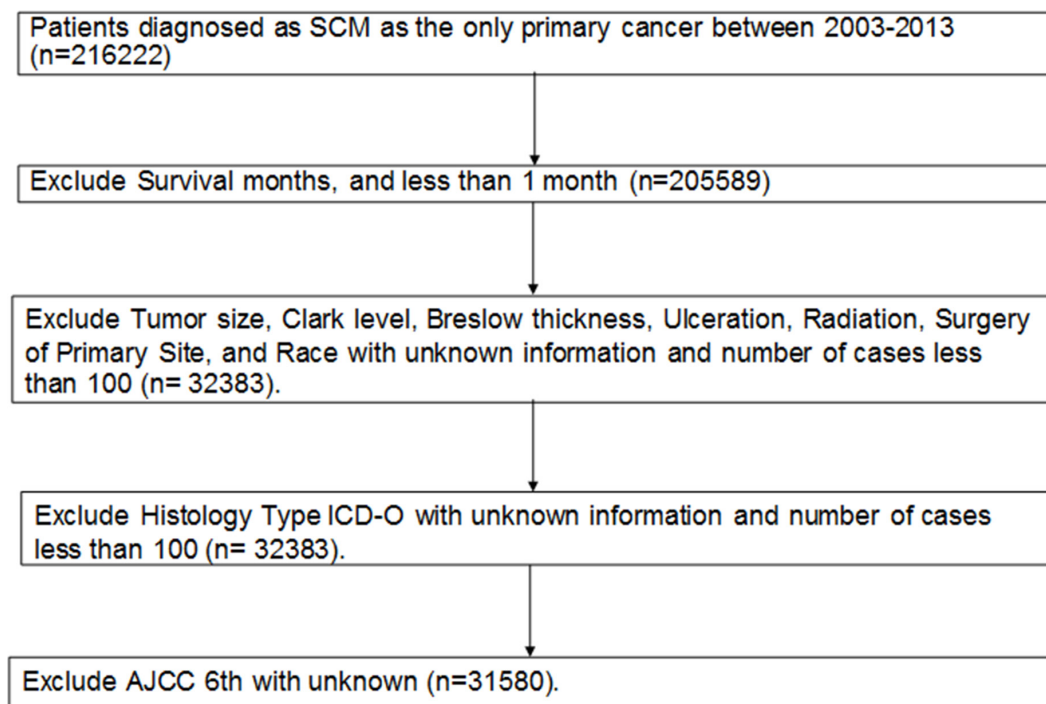 Patients diagnosed as SCM as the only primary cancer between 2003-2013
(n=216222)
Exclude Survival months, and less than 1 month (n=205589)
Exclude Tumor size, Clark level, Breslow thickness, Ulceration, Radiation, Surgery
of Primary Site, and Race with unknown information and number of cases less
than 100 (n= 32383).
Exclude Histology Type ICD-O with unknown information and number of cases
less than 100 (n= 32383).
Exclude AJCC 6th with unknown (n=31580).